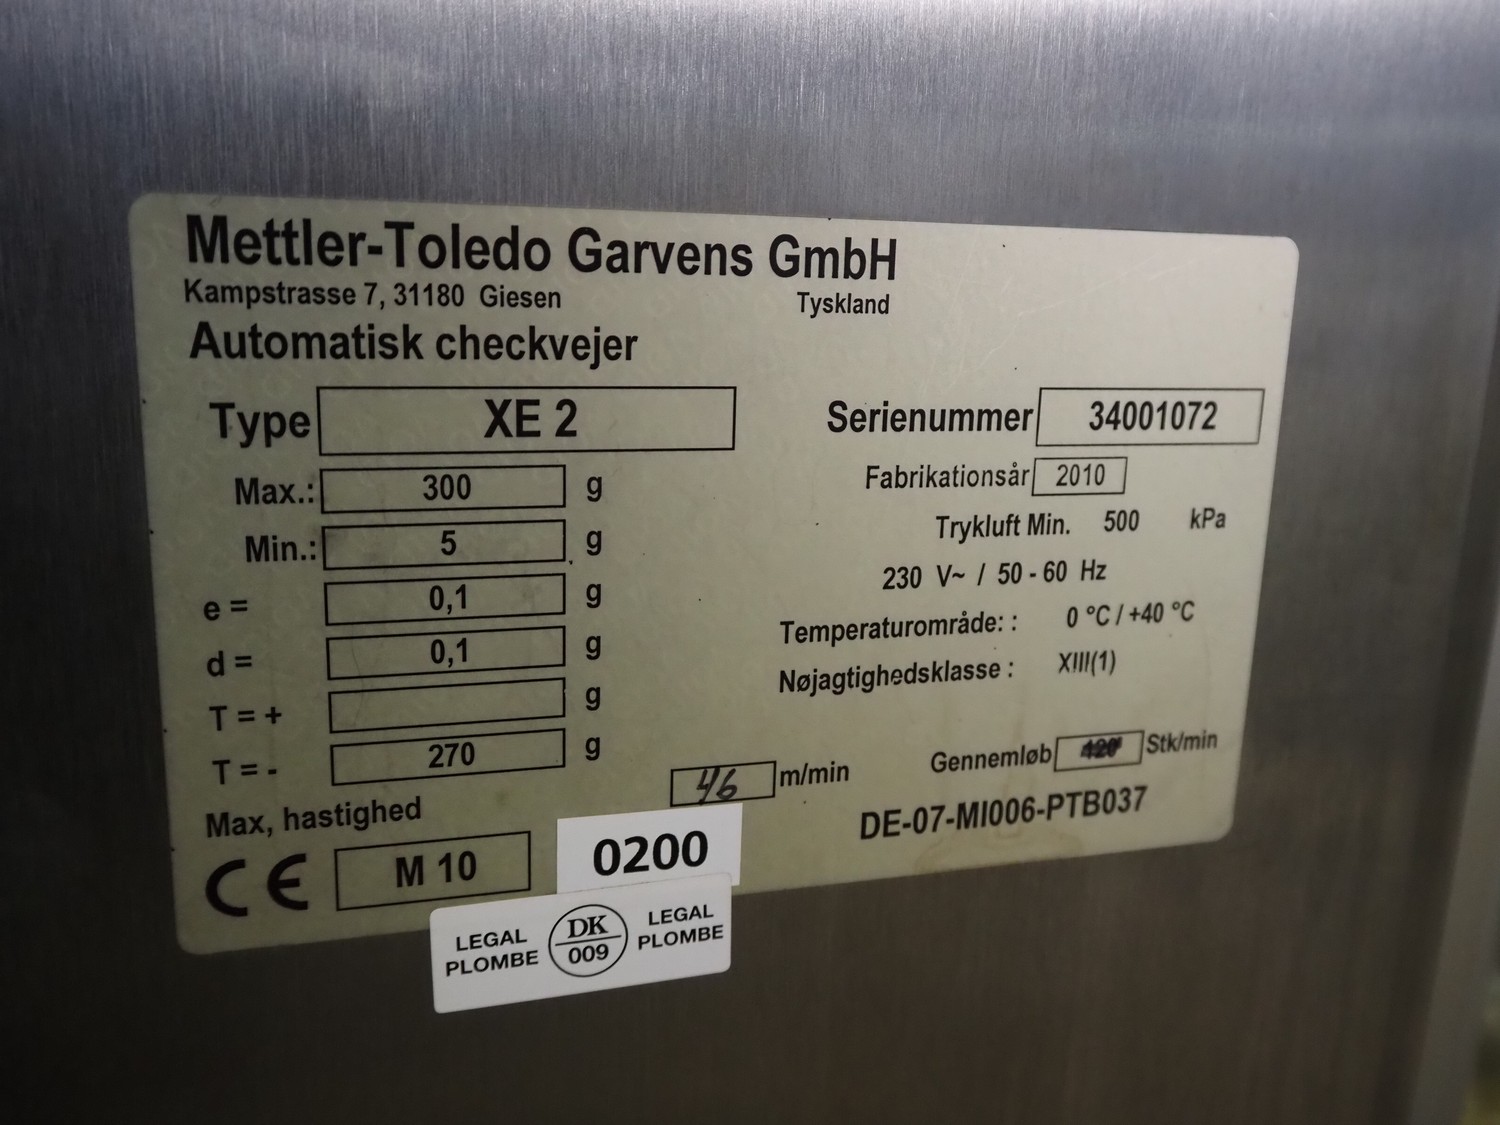 Mettler-Toledo Garvens GmbH
Kampstrasse 7, 31180 Giesen Tyskland
Automatisk checkvejer
Type XE 2 Serienummer 34001072
Max.: 300 g Fabrikationsår 2010
Min.: 5 g Trykluft Min. 500 kPa
e = 0,1 g 230 V~ / 50 - 60 Hz
d = 0,1 g Temperaturområde: : 0 °C / +40 °C
T = + g Nøjagtighedsklasse : XIII(1)
T = - 270 g
Max, hastighed 46 m/min Gennemløb Stk/min
CE M 10 0200 DE-07-MI006-PTB037
LEGAL PLOMBE DK 009 LEGAL PLOMBE